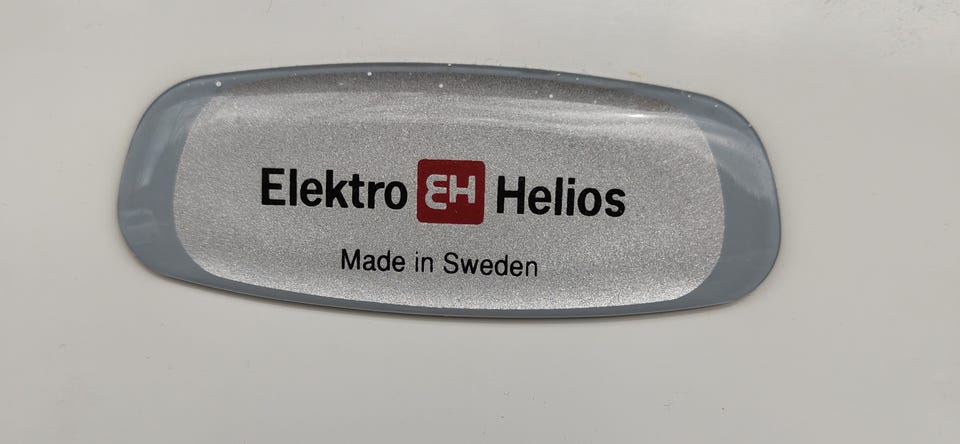 Elektro EH Helios
Made in Sweden